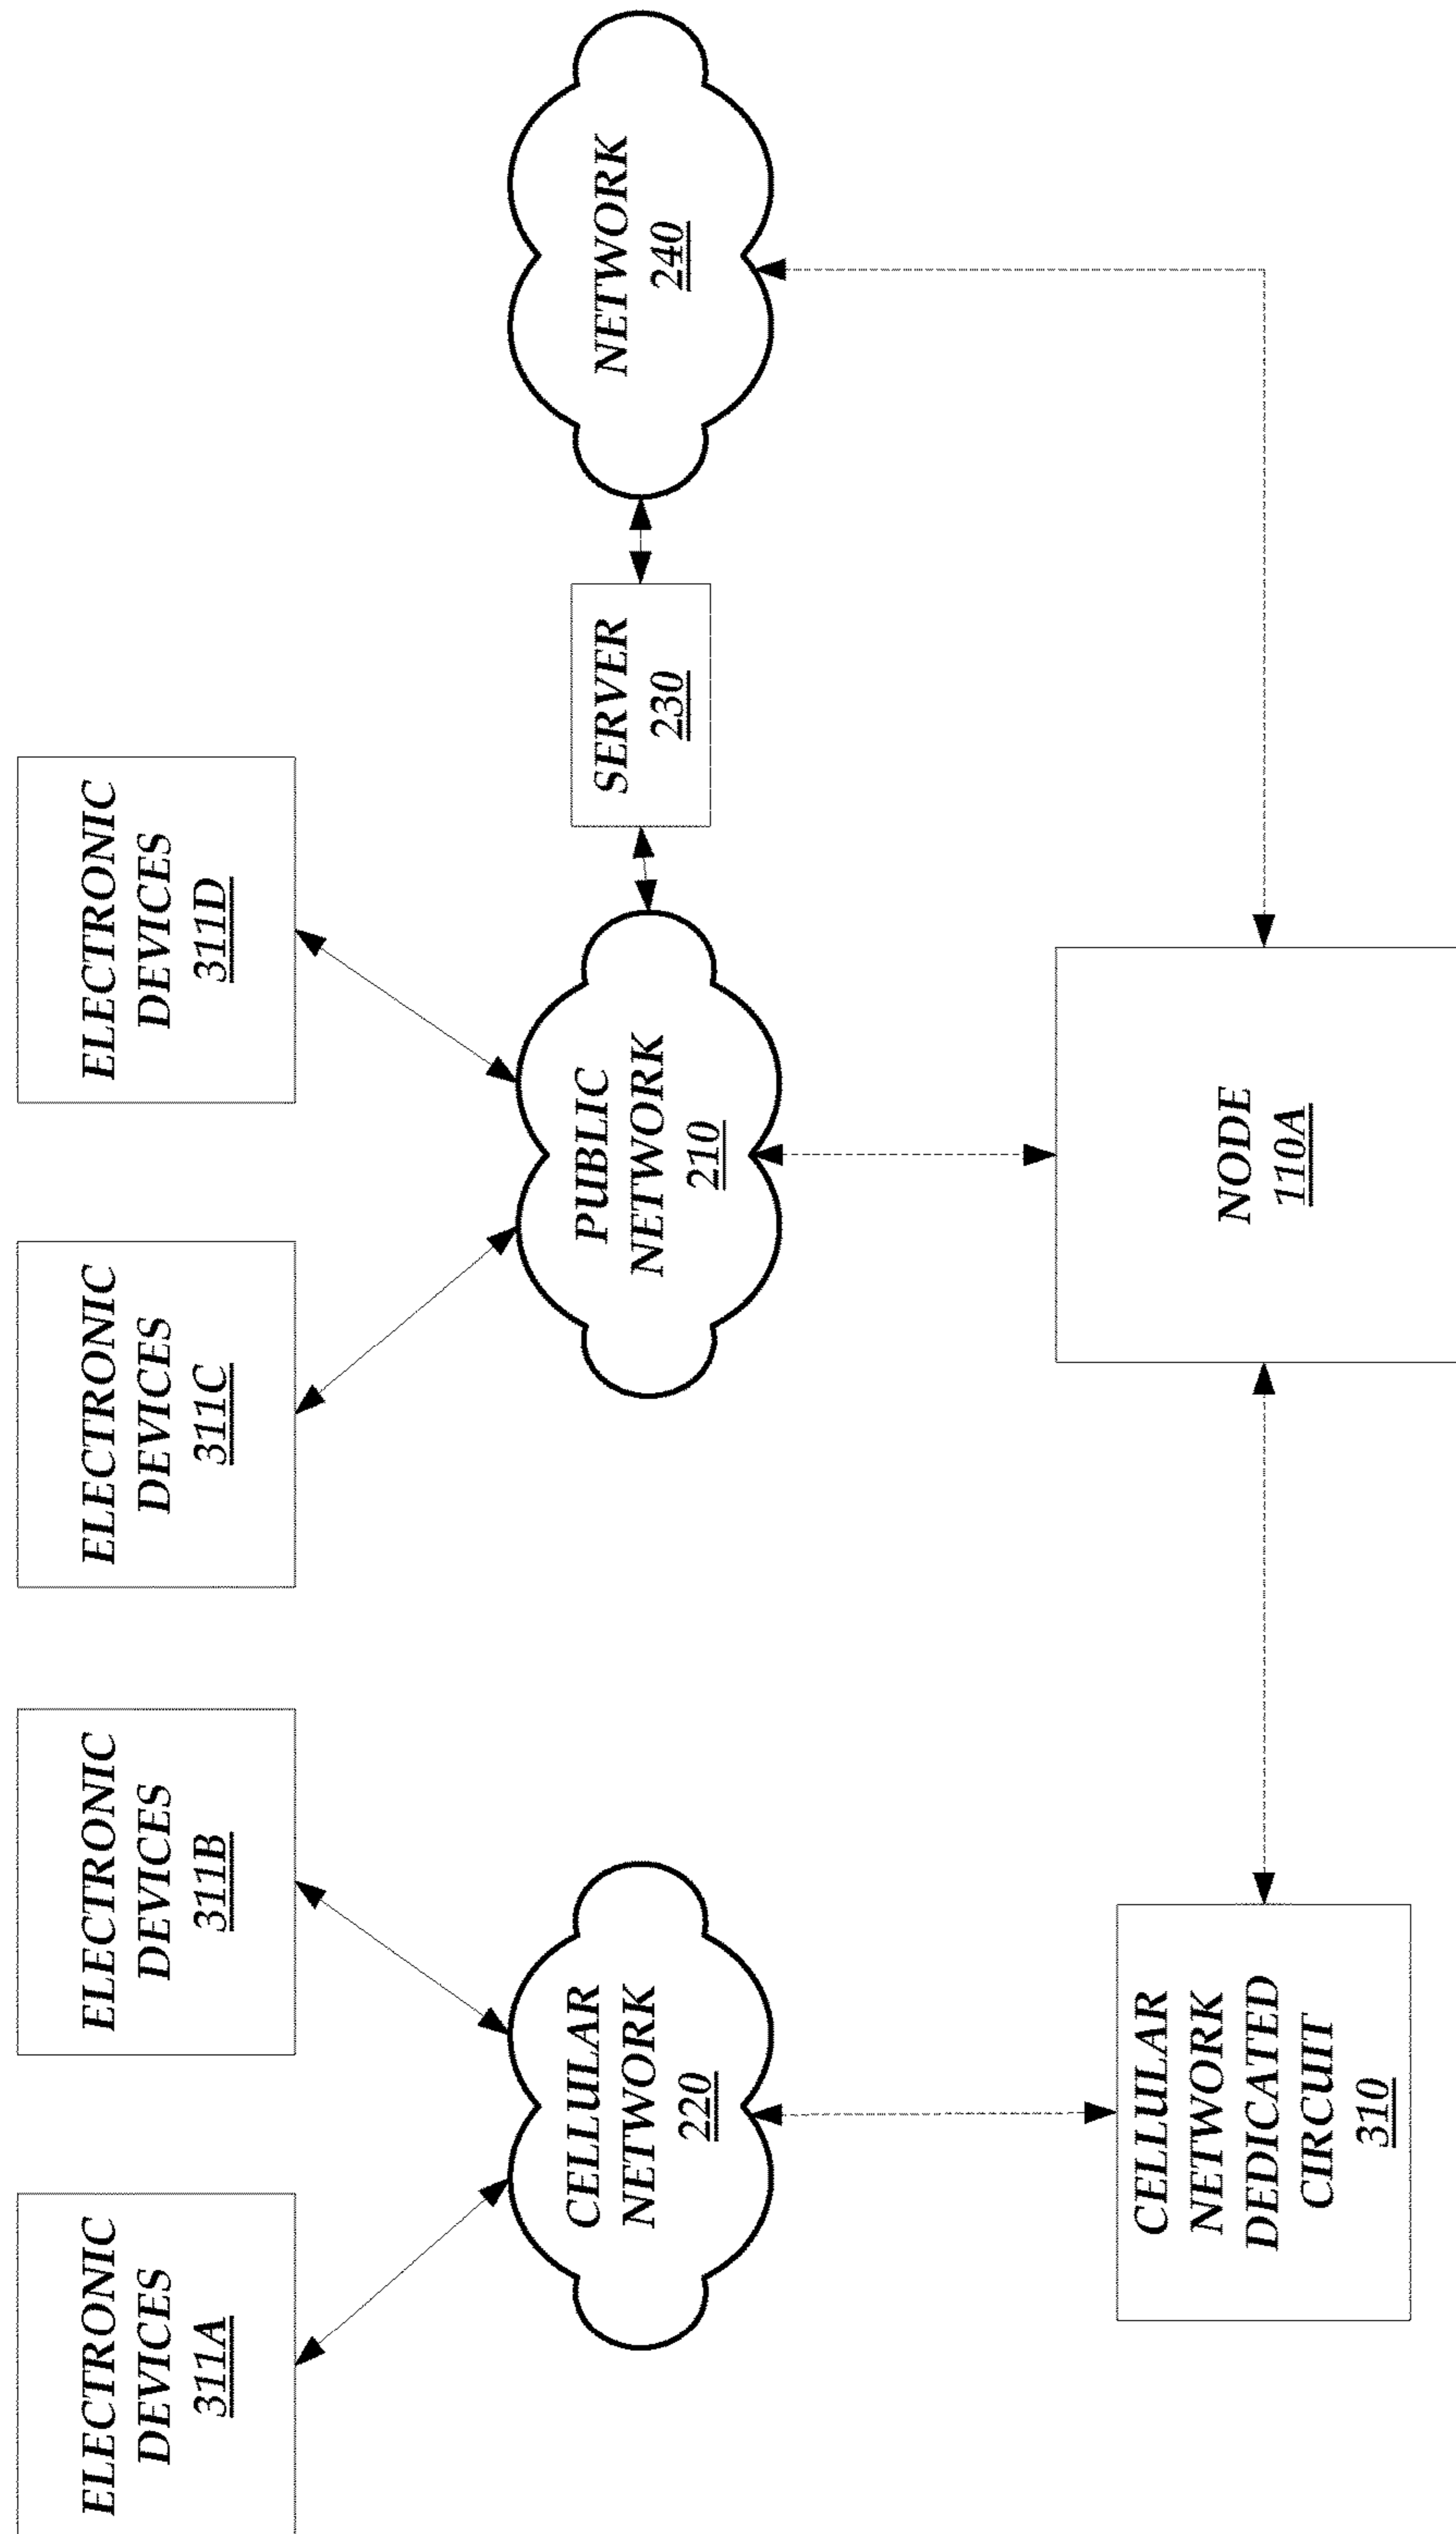 ELECTRONIC
DEVICES
311A
ELECTRONIC
DEVICES
311B
ELECTRONIC
DEVICES
311C
ELECTRONIC
DEVICES
311D
CELLULAR
NETWORK
220
PUBLIC
NETWORK
210
SERVER
230
NETWORK
240
CELLULAR
NETWORK
DEDICATED
CIRCUIT
310
NODE
110A